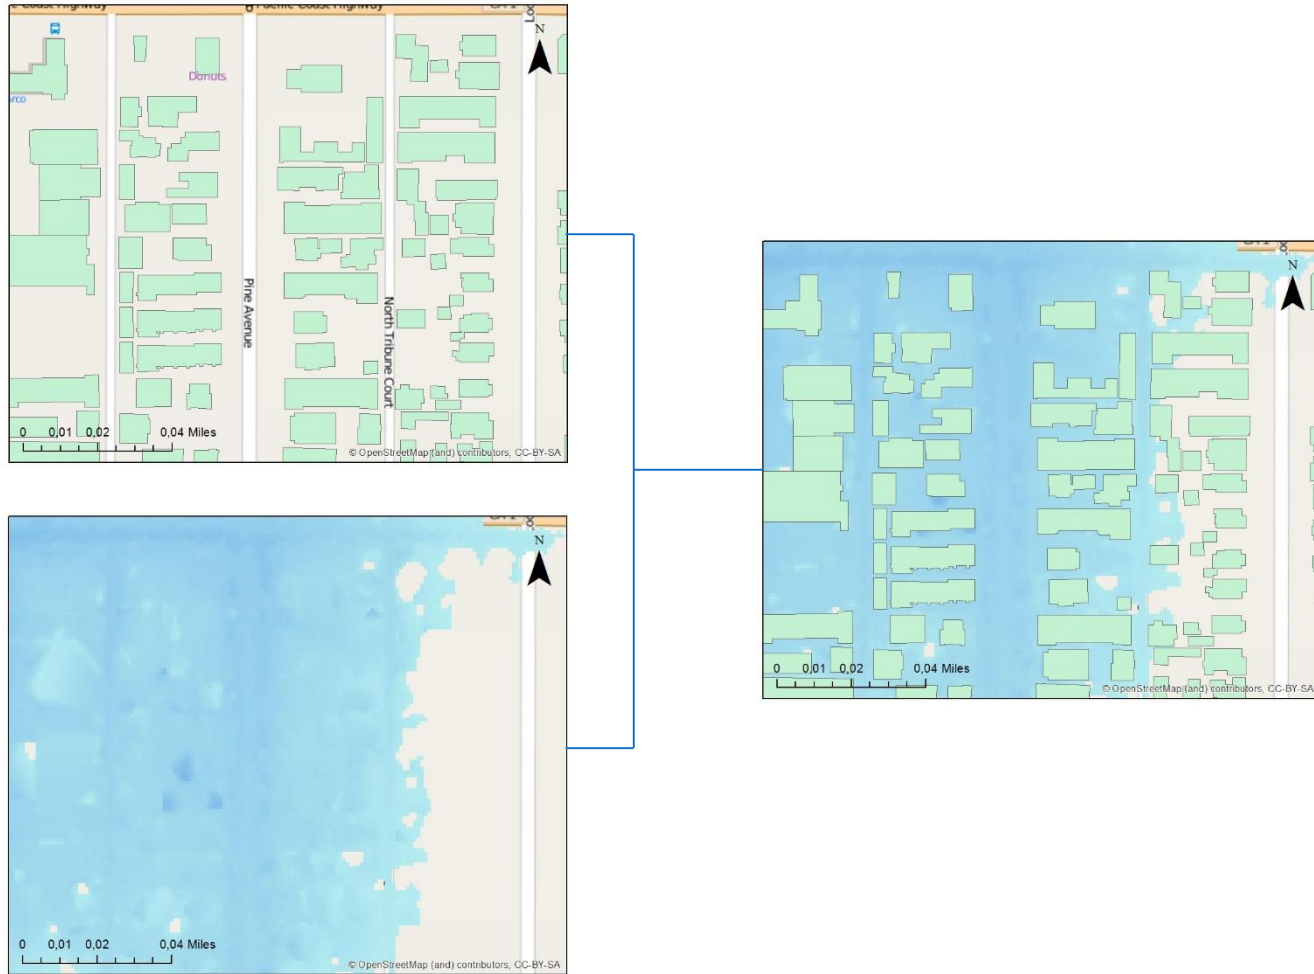 Pacific Coast Highway
N
Donuts
Pine Avenue
North Tribune Court
0 0,01 0,02 0,04 Miles
© OpenStreetMap (and) contributors, CC-BY-SA
N
0 0,01 0,02 0,04 Miles
© OpenStreetMap (and) contributors, CC-BY-SA
N
0 0,01 0,02 0,04 Miles
© OpenStreetMap (and) contributors, CC-BY-SA